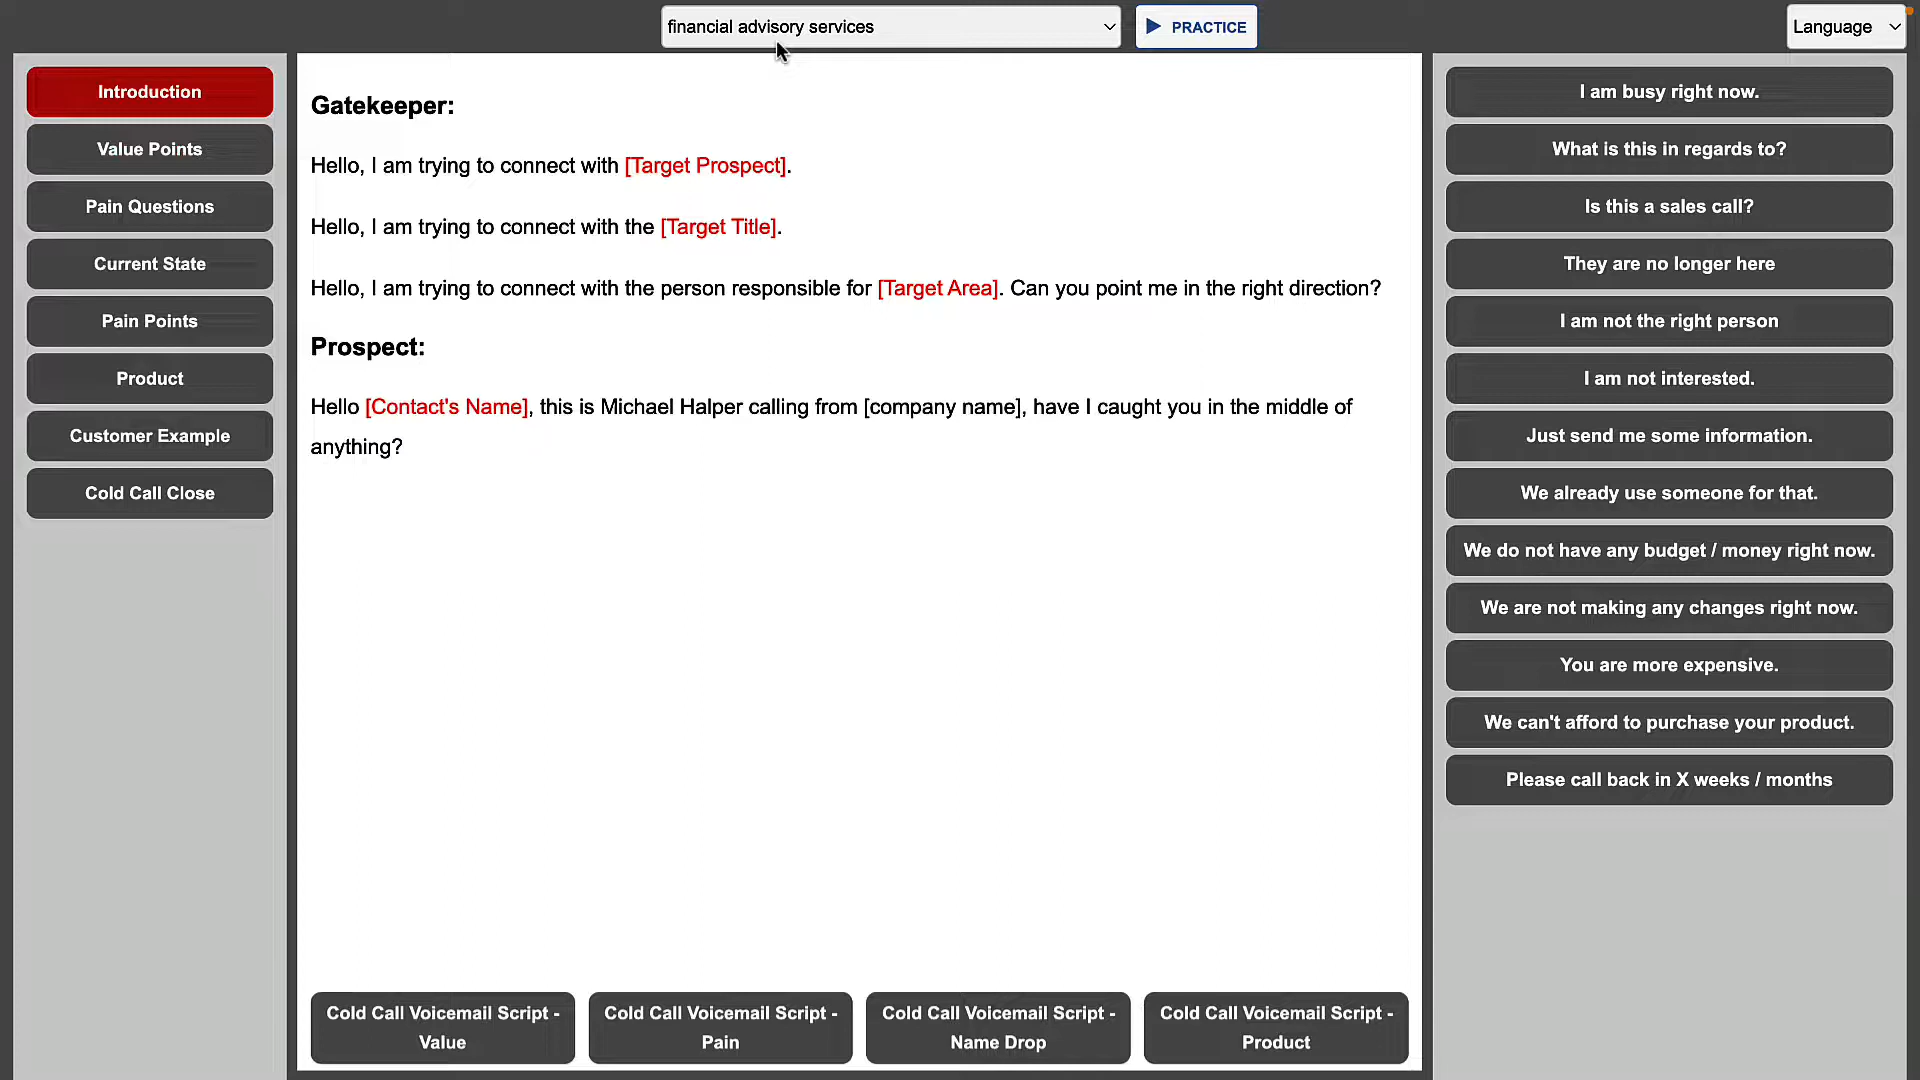 financial advisory services
PRACTICE
Language
Introduction
Value Points
Pain Questions
Current State
Pain Points
Product
Customer Example
Cold Call Close
Gatekeeper:
Hello, I am trying to connect with [Target Prospect].
Hello, I am trying to connect with the [Target Title].
Hello, I am trying to connect with the person responsible for [Target Area]. Can you point me in the right direction?
Prospect:
Hello [Contact's Name], this is Michael Halper calling from [company name], have I caught you in the middle of
anything?
Cold Call Voicemail Script -
Value
Cold Call Voicemail Script -
Pain
Cold Call Voicemail Script -
Name Drop
Cold Call Voicemail Script -
Product
I am busy right now.
What is this in regards to?
Is this a sales call?
They are no longer here
I am not the right person
I am not interested.
Just send me some information.
We already use someone for that.
We do not have any budget / money right now.
We are not making any changes right now.
You are more expensive.
We can't afford to purchase your product.
Please call back in X weeks / months